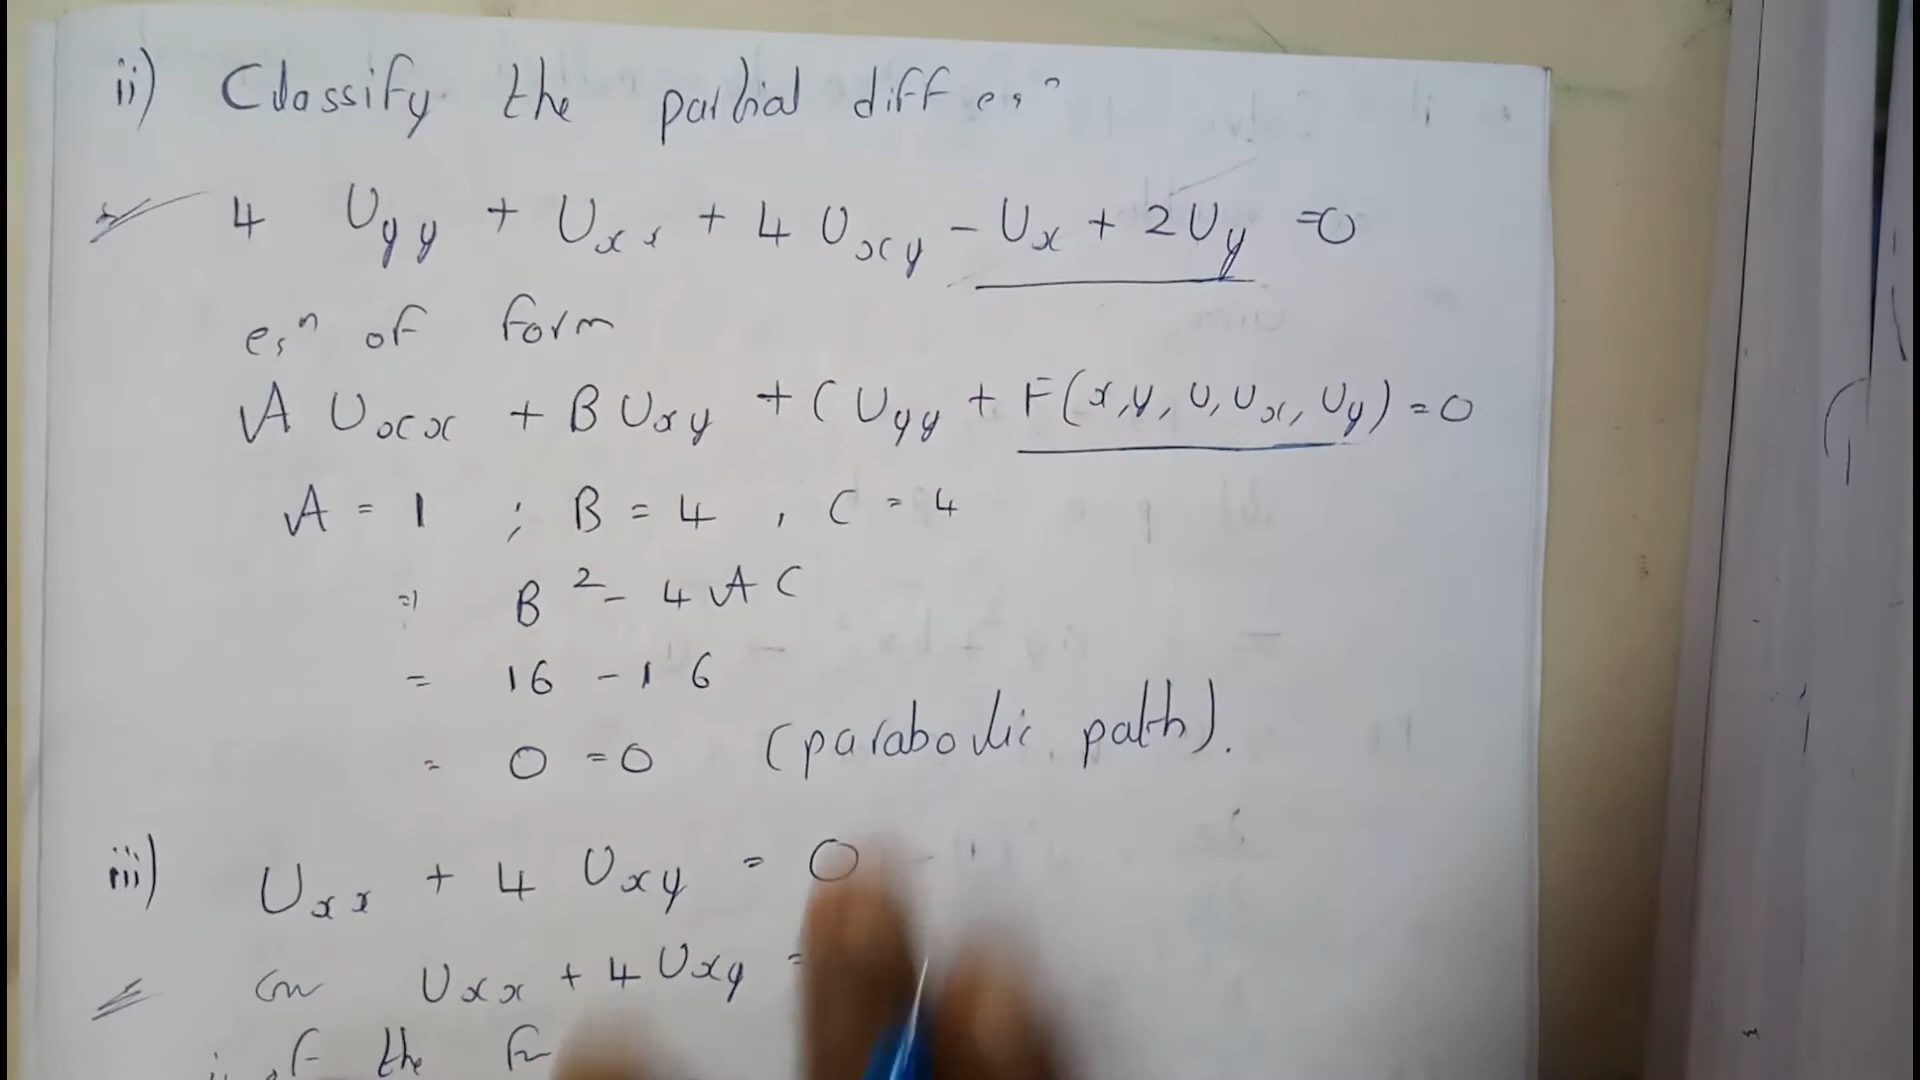 ii) Classify the partial diff eqn
4 Uyy + Uxx + 4 Uxy - Ux + 2Uy = 0
eqn of form
A Uxx + B Uxy + C Uyy + F(x, y, U, Ux, Uy) = 0
A = 1 ; B = 4 , C = 4
=) B² - 4 A C
= 16 - 16
= 0 = 0 (parabolic path).
iii) Uxx + 4 Uxy = 0
Uxx + 4 Uxy =
of the